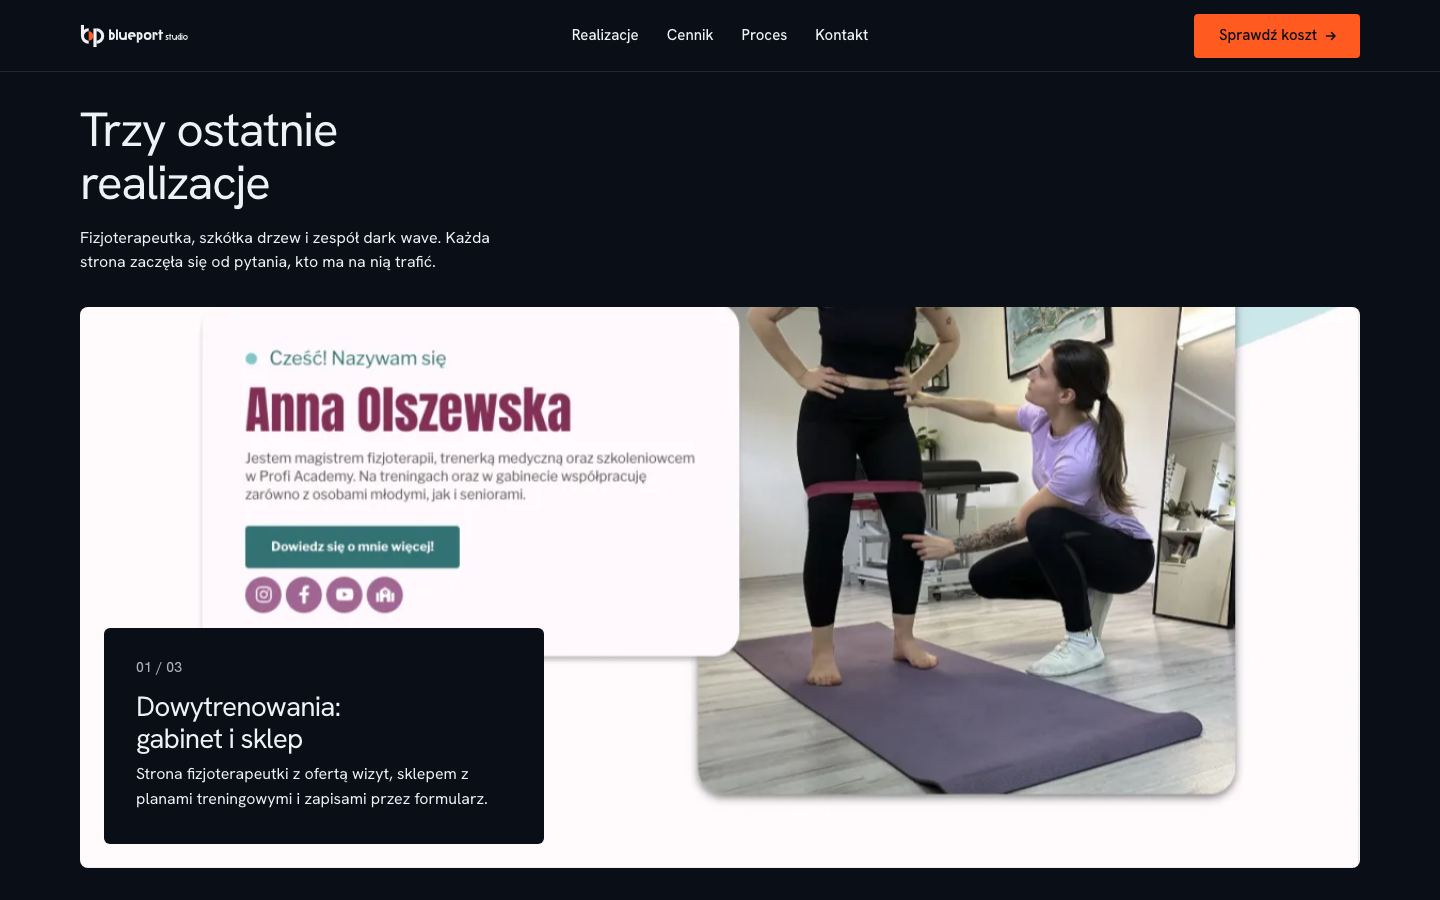 blueport studio
Realizacje
Cennik
Proces
Kontakt
Sprawdź koszt →
Trzy ostatnie
realizacje
Fizjoterapeutka, szkółka drzew i zespół dark wave. Każda
strona zaczęła się od pytania, kto ma na nią trafić.
Cześć! Nazywam się
Anna Olszewska
Jestem magistrem fizjoterapii, trenerką medyczną oraz szkoleniowcem
w Profi Academy. Na treningach oraz w gabinecie współpracuję
zarówno z osobami młodymi, jak i seniorami.
Dowiedz się o mnie więcej!
01 / 03
Dowytrenowania:
gabinet i sklep
Strona fizjoterapeutki z ofertą wizyt, sklepem z
planami treningowymi i zapisami przez formularz.